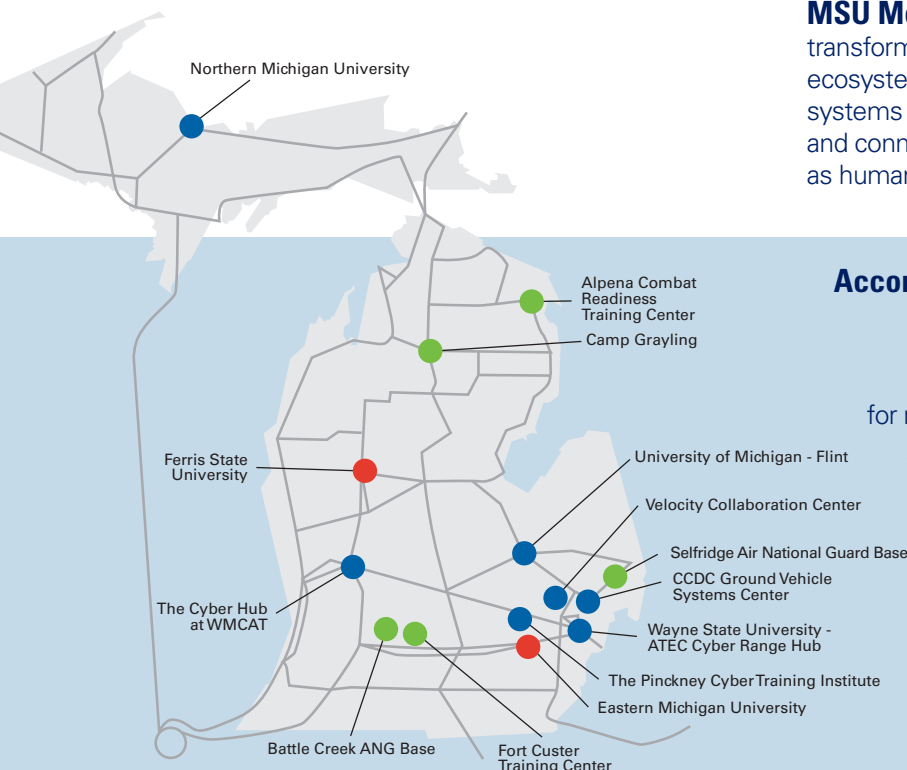 MSU
transform
ecosyste
systems
and conn
as human
Northern Michigan University
Accor
for
Alpena Combat
Readiness
Training Center
Camp Grayling
Ferris State
University
University of Michigan - Flint
Velocity Collaboration Center
Selfridge Air National Guard Base
CCDC Ground Vehicle
Systems Center
The Cyber Hub
at WMCAT
Wayne State University -
ATEC Cyber Range Hub
The Pinckney Cyber Training Institute
Eastern Michigan University
Battle Creek ANG Base
Fort Custer
Training Center